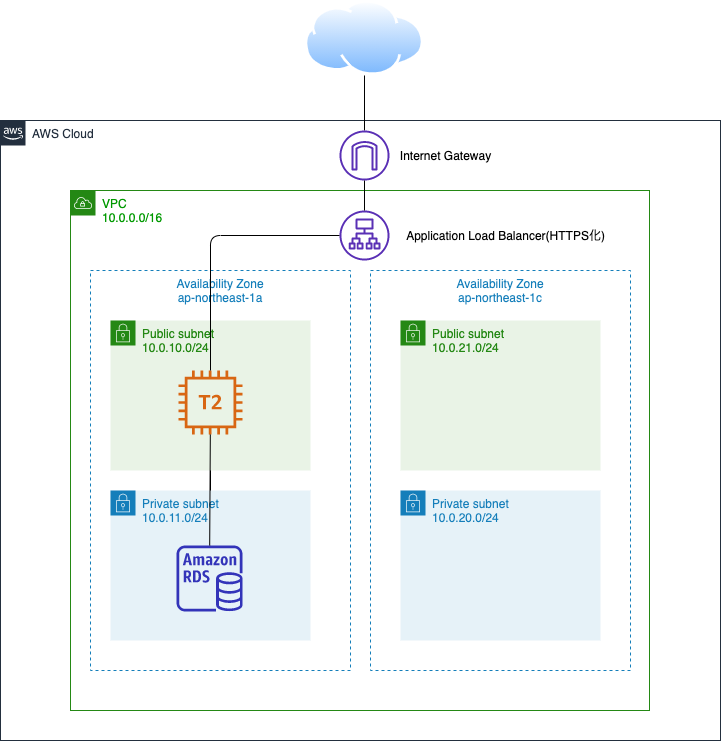 aws
AWS Cloud
Internet Gateway
VPC
10.0.0.0/16
Application Load Balancer(HTTPS化)
Availability Zone
ap-northeast-1a
Public subnet
10.0.10.0/24
T2
Private subnet
10.0.11.0/24
Amazon
RDS
Availability Zone
ap-northeast-1c
Public subnet
10.0.21.0/24
Private subnet
10.0.20.0/24